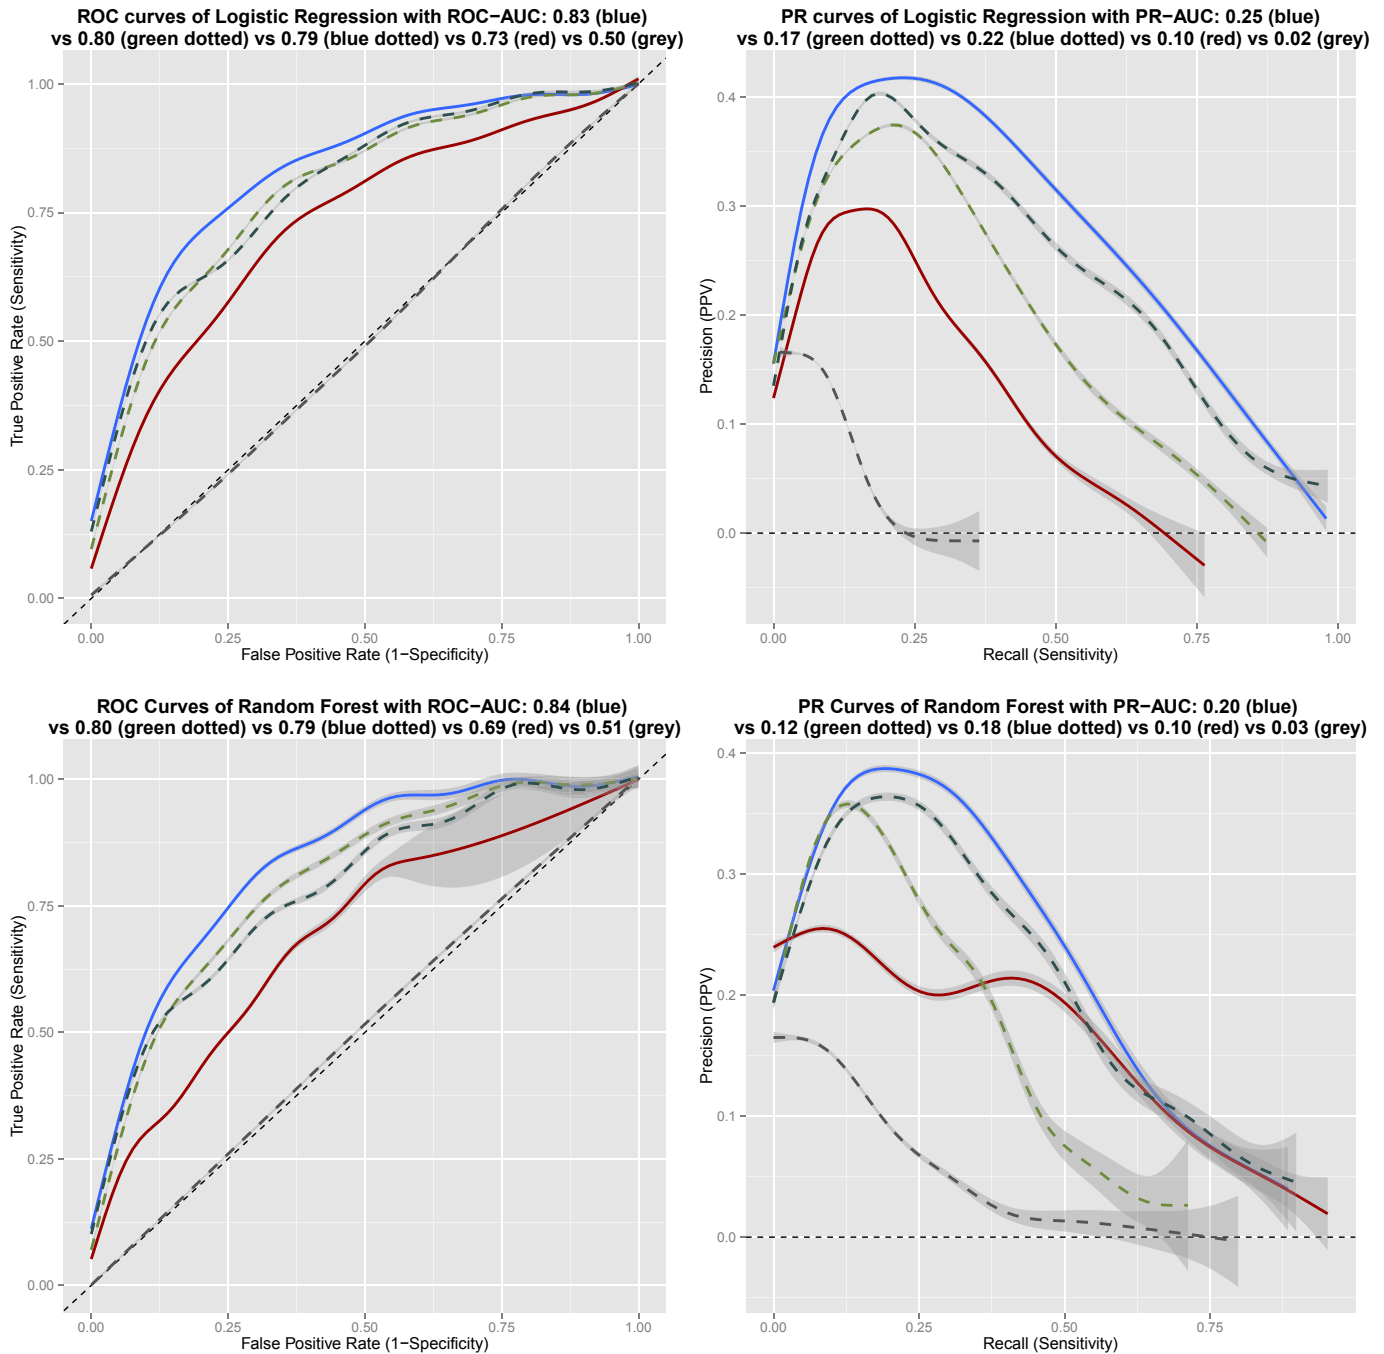 ROC curves of Logistic Regression with ROC−AUC: 0.83 (blue)
vs 0.80 (green dotted) vs 0.79 (blue dotted) vs 0.73 (red) vs 0.50 (grey)
1.00
0.75
0.50
0.25
0.00
True Positive Rate (Sensitivity)
0.00 0.25 0.50 0.75 1.00
False Positive Rate (1−Specificity)
PR curves of Logistic Regression with PR−AUC: 0.25 (blue)
vs 0.17 (green dotted) vs 0.22 (blue dotted) vs 0.10 (red) vs 0.02 (grey)
0.4
0.3
0.2
0.1
0.0
Precision (PPV)
0.00 0.25 0.50 0.75 1.00
Recall (Sensitivity)
ROC Curves of Random Forest with ROC−AUC: 0.84 (blue)
vs 0.80 (green dotted) vs 0.79 (blue dotted) vs 0.69 (red) vs 0.51 (grey)
1.00
0.75
0.50
0.25
0.00
True Positive Rate (Sensitivity)
0.00 0.25 0.50 0.75 1.00
False Positive Rate (1−Specificity)
PR Curves of Random Forest with PR−AUC: 0.20 (blue)
vs 0.12 (green dotted) vs 0.18 (blue dotted) vs 0.10 (red) vs 0.03 (grey)
0.4
0.3
0.2
0.1
0.0
Precision (PPV)
0.00 0.25 0.50 0.75
Recall (Sensitivity)